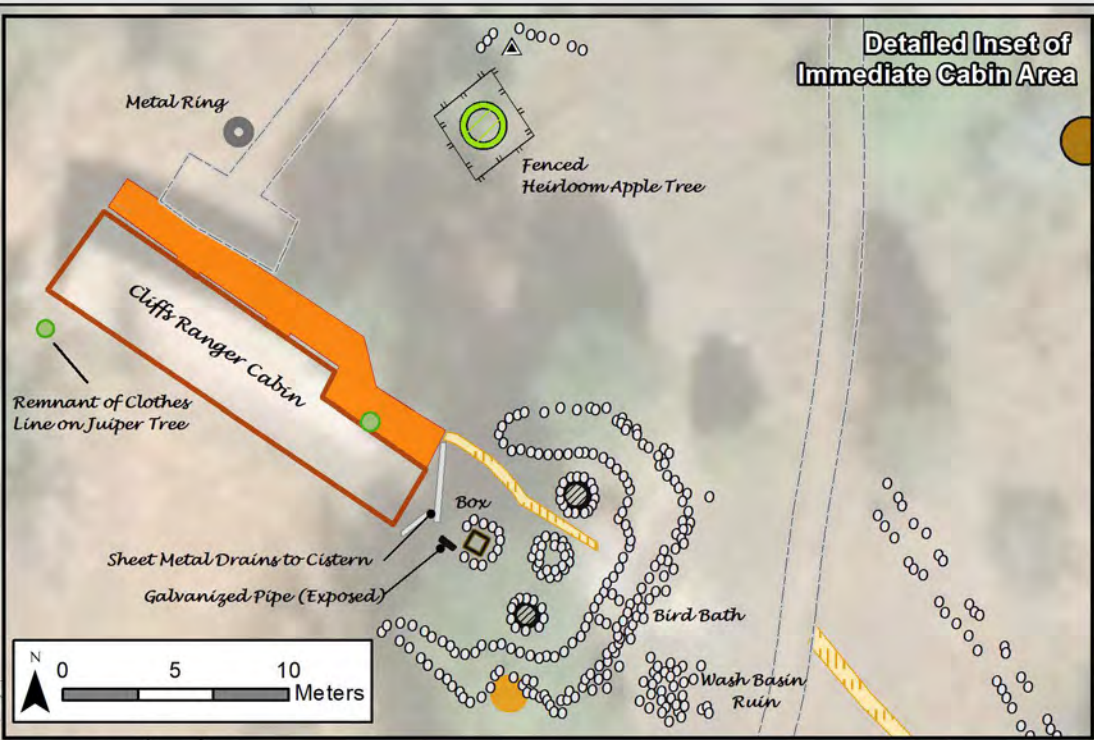 Detailed Inset of
Immediate Cabin Area
Metal Ring
Fenced
Heirloom Apple Tree
Cliffs Ranger Cabin
Remnant of Clothes
Line on Juiper Tree
Box
Sheet Metal Drains to Cistern
Galvanized Pipe (Exposed)
Bird Bath
Wash Basin
Ruin
N
0 5 10
Meters